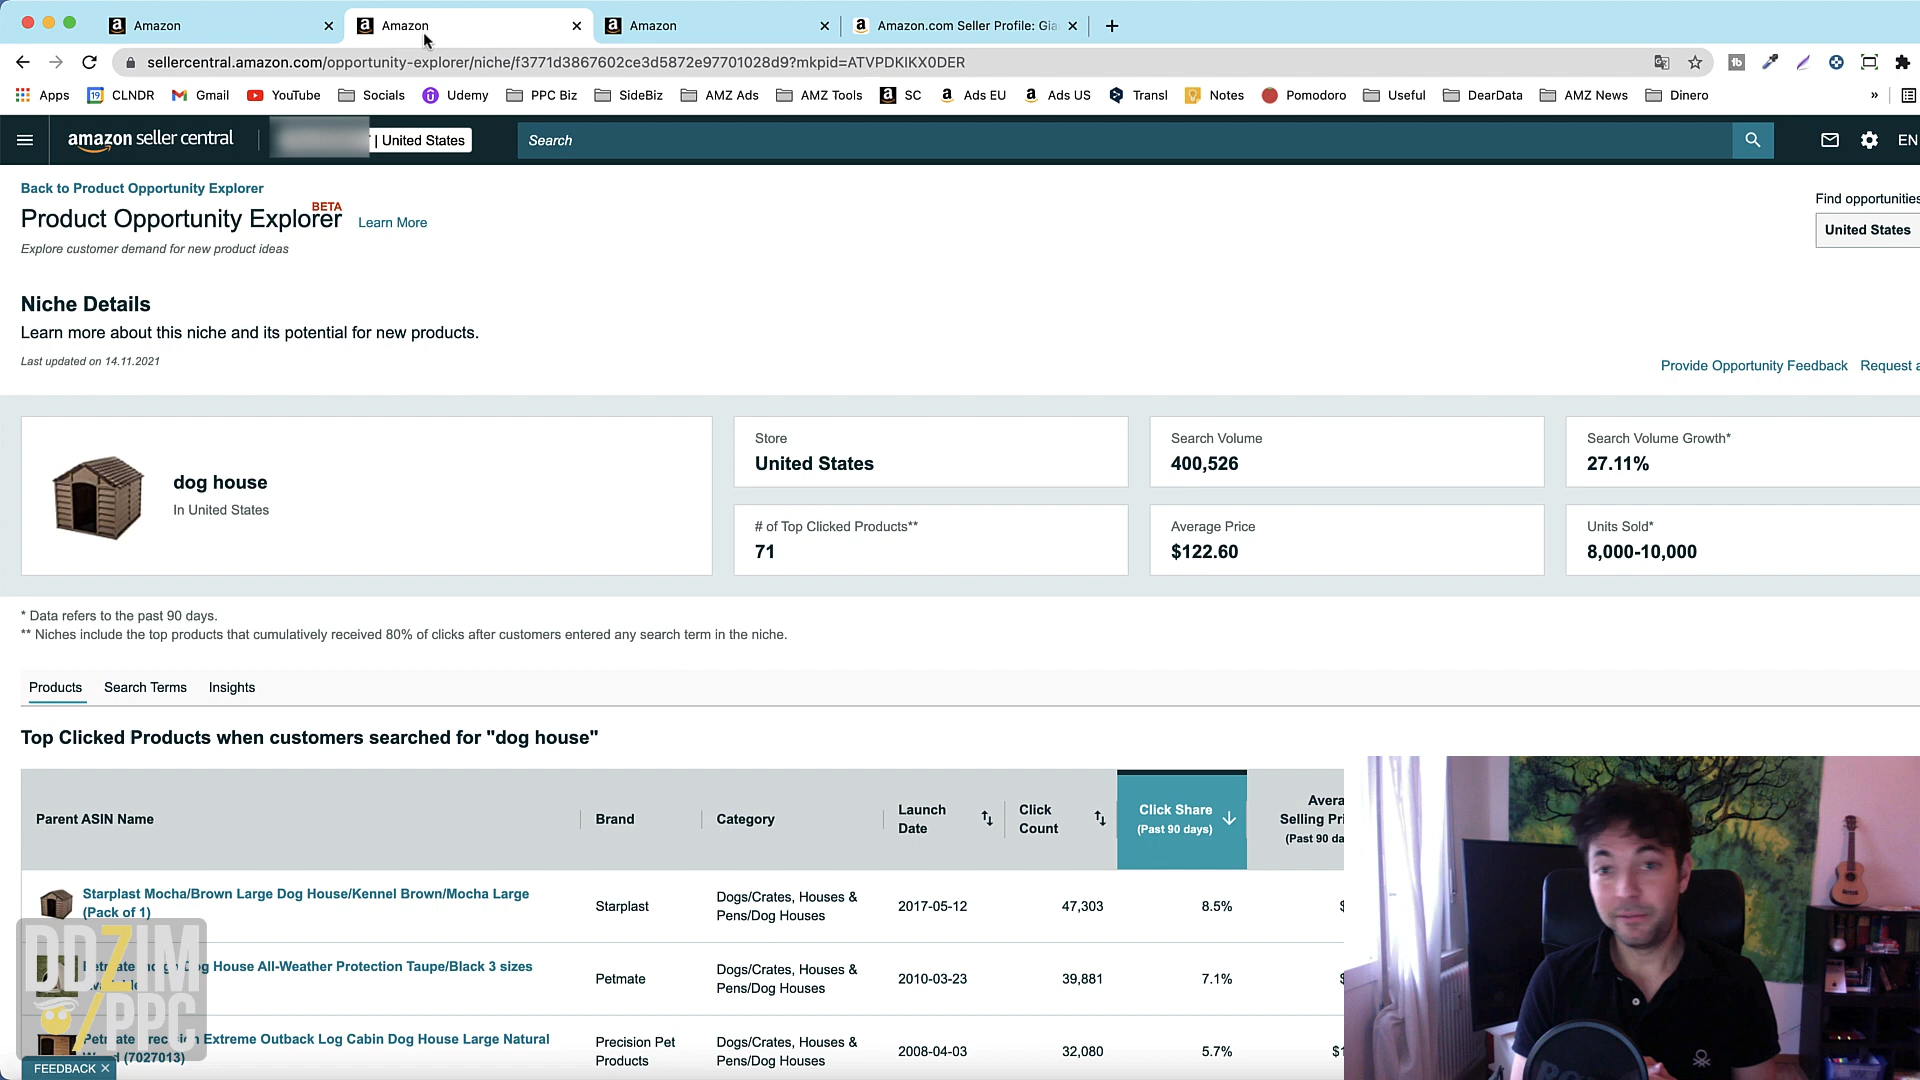 Amazon
Amazon
Amazon
Amazon.com Seller Profile: Gia
sellercentral.amazon.com/opportunity-explorer/niche/f3771d3867602ce3d5872e97701028d9?mkpid=ATVPDKIKX0DER
Apps
19 CLNDR
Gmail
YouTube
Socials
Udemy
PPC Biz
SideBiz
AMZ Ads
AMZ Tools
SC
Ads EU
Ads US
Transl
Notes
Pomodoro
Useful
DearData
AMZ News
Dinero
»
amazon seller central
| United States
Search
EN
Back to Product Opportunity Explorer
Product Opportunity Explorer BETA
Learn More
Explore customer demand for new product ideas
Find opportunities
United States
Niche Details
Learn more about this niche and its potential for new products.
Last updated on 14.11.2021
Provide Opportunity Feedback
Request a
dog house
In United States
Store
United States
Search Volume
400,526
Search Volume Growth*
27.11%
# of Top Clicked Products**
71
Average Price
$122.60
Units Sold*
8,000-10,000
* Data refers to the past 90 days.
** Niches include the top products that cumulatively received 80% of clicks after customers entered any search term in the niche.
Products
Search Terms
Insights
Top Clicked Products when customers searched for "dog house"
Parent ASIN Name
Brand
Category
Launch
Date
Click
Count
Click Share
(Past 90 days)
Avera
Selling Pri
(Past 90 da
Starplast Mocha/Brown Large Dog House/Kennel Brown/Mocha Large
(Pack of 1)
Starplast
Dogs/Crates, Houses &
Pens/Dog Houses
2017-05-12
47,303
8.5%
$
Dog House All-Weather Protection Taupe/Black 3 sizes
Petmate
Dogs/Crates, Houses &
Pens/Dog Houses
2010-03-23
39,881
7.1%
$
Extreme Outback Log Cabin Dog House Large Natural
(7027013)
Precision Pet
Products
Dogs/Crates, Houses &
Pens/Dog Houses
2008-04-03
32,080
5.7%
$1
DDZIM
/PPC
FEEDBACK ×